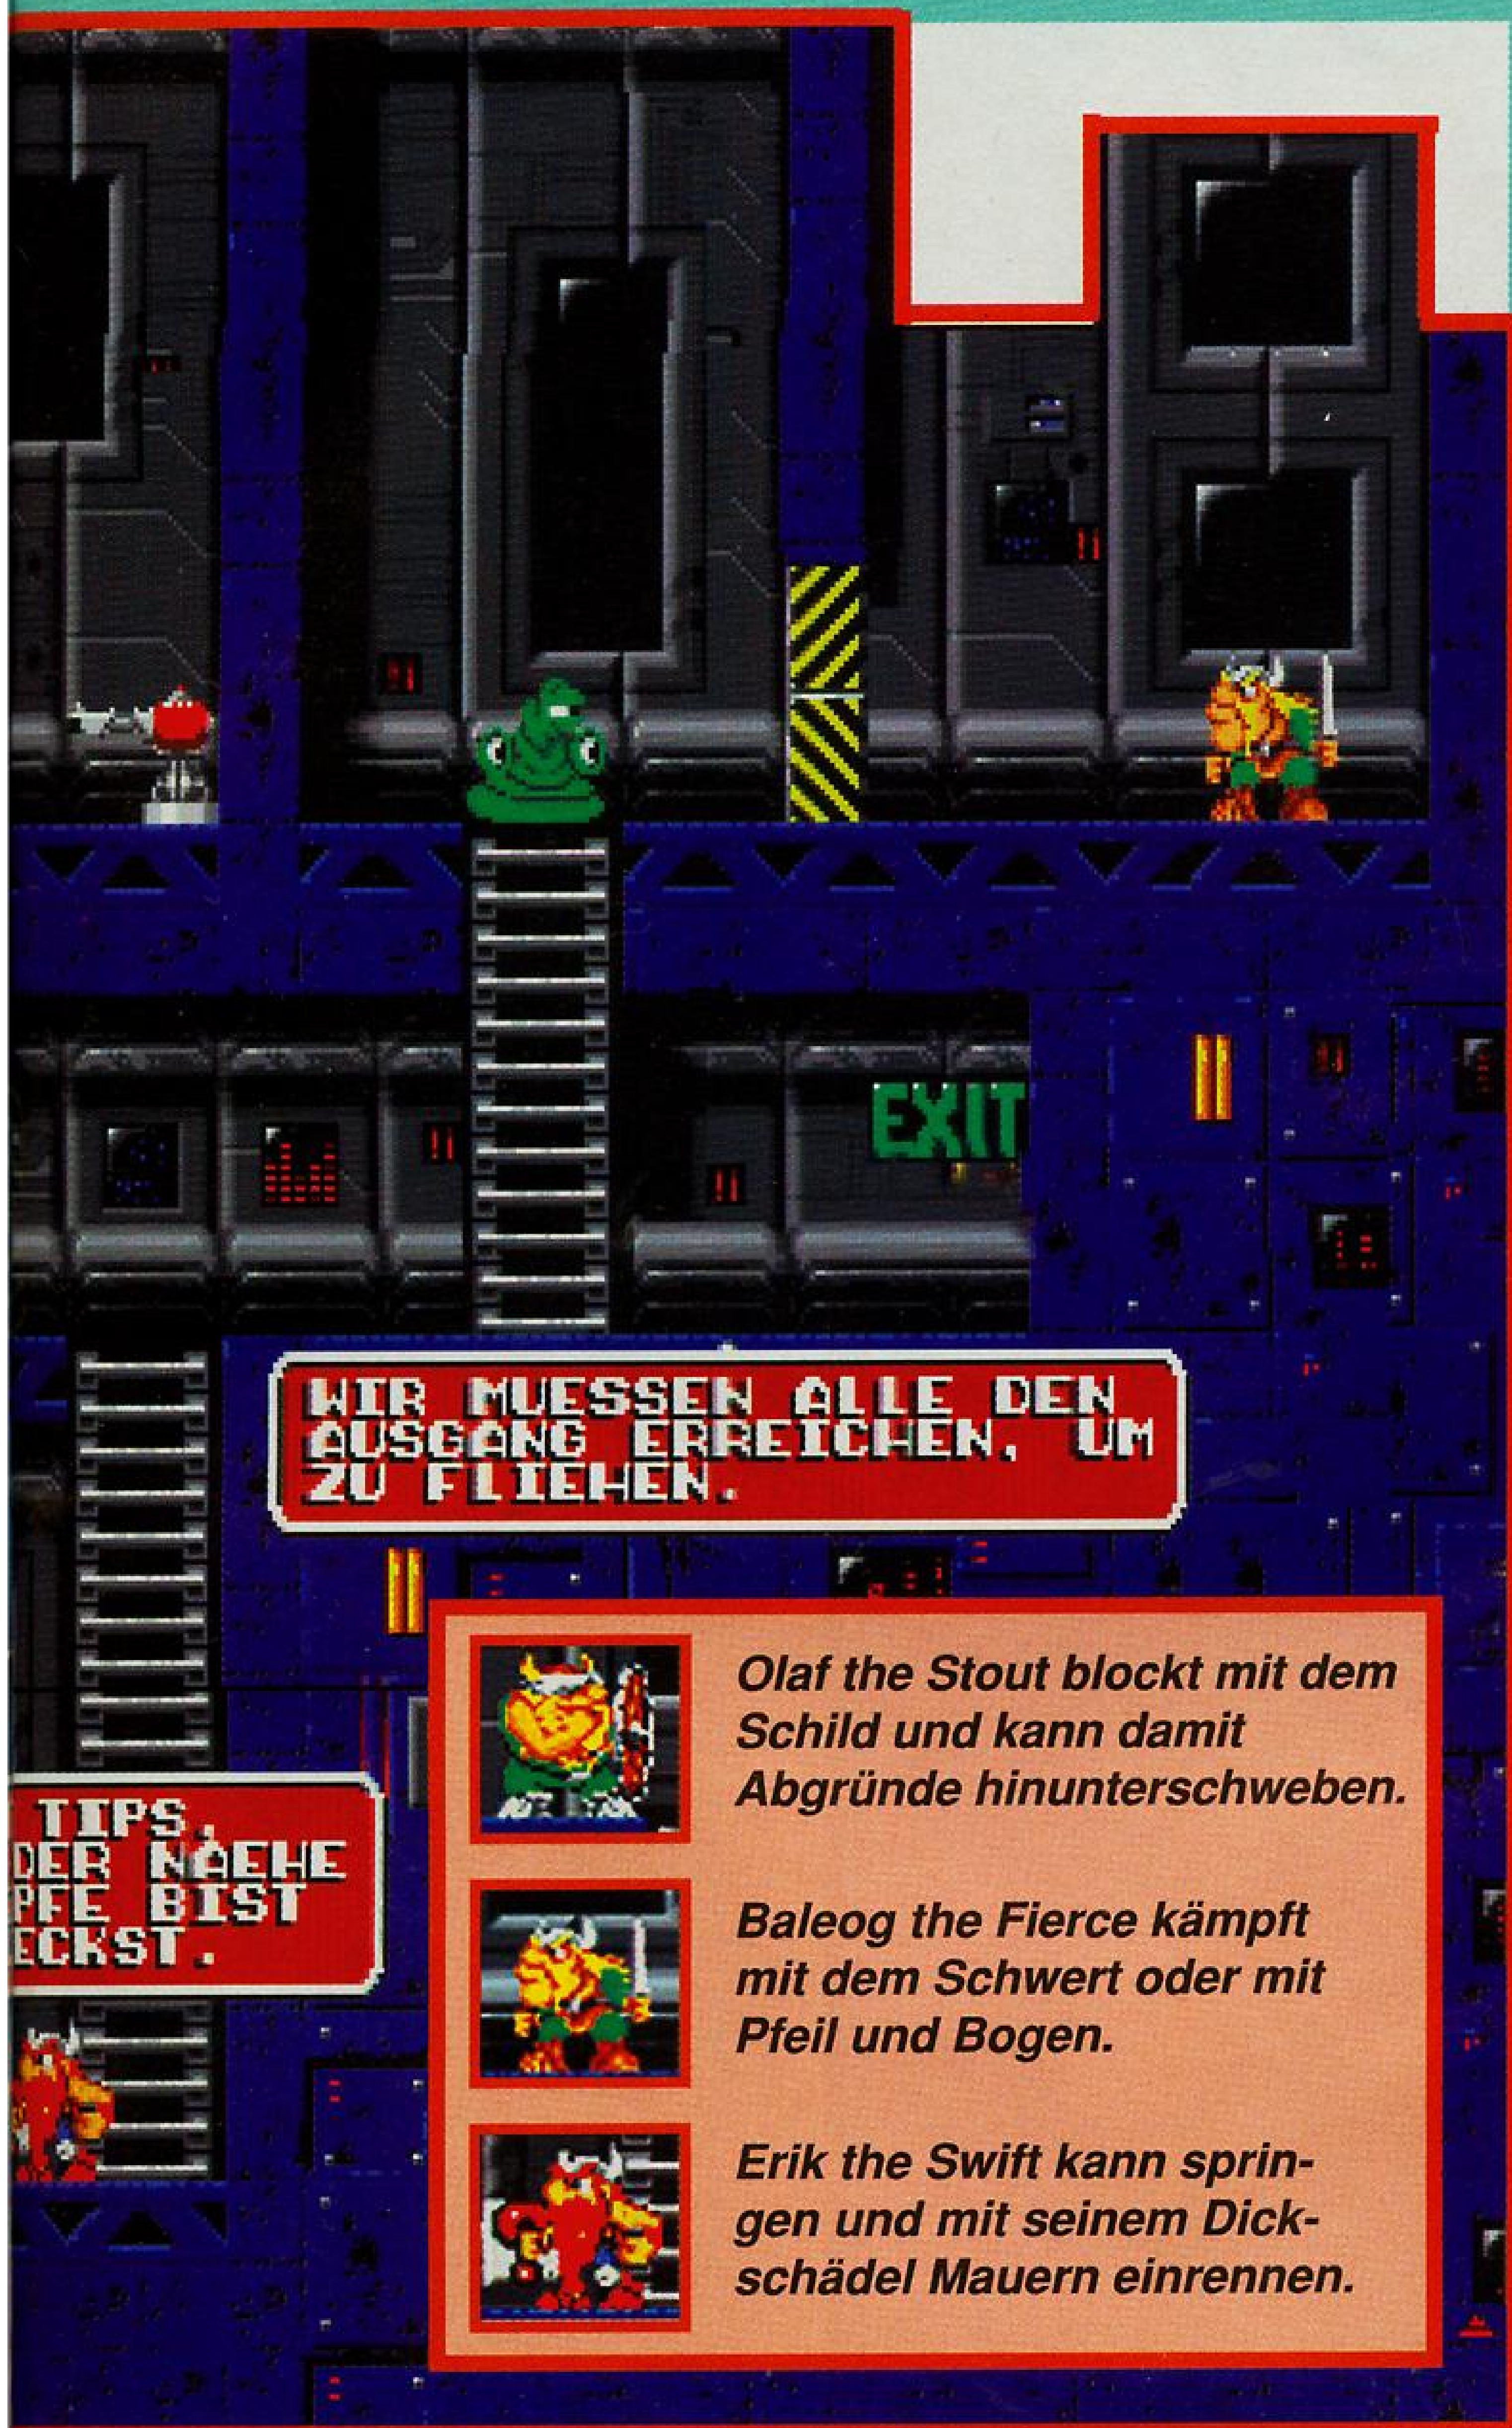 EXIT
WIR MUESSEN ALLE DEN
AUSGANG ERREICHEN, UM
ZU FLIEHEN.
TIPS,
DER NAEHE
PFE BIST
ECKST.
Olaf the Stout blockt mit dem
Schild und kann damit
Abgründe hinunterschweben.
Baleog the Fierce kämpft
mit dem Schwert oder mit
Pfeil und Bogen.
Erik the Swift kann sprin-
gen und mit seinem Dick-
schädel Mauern einrennen.